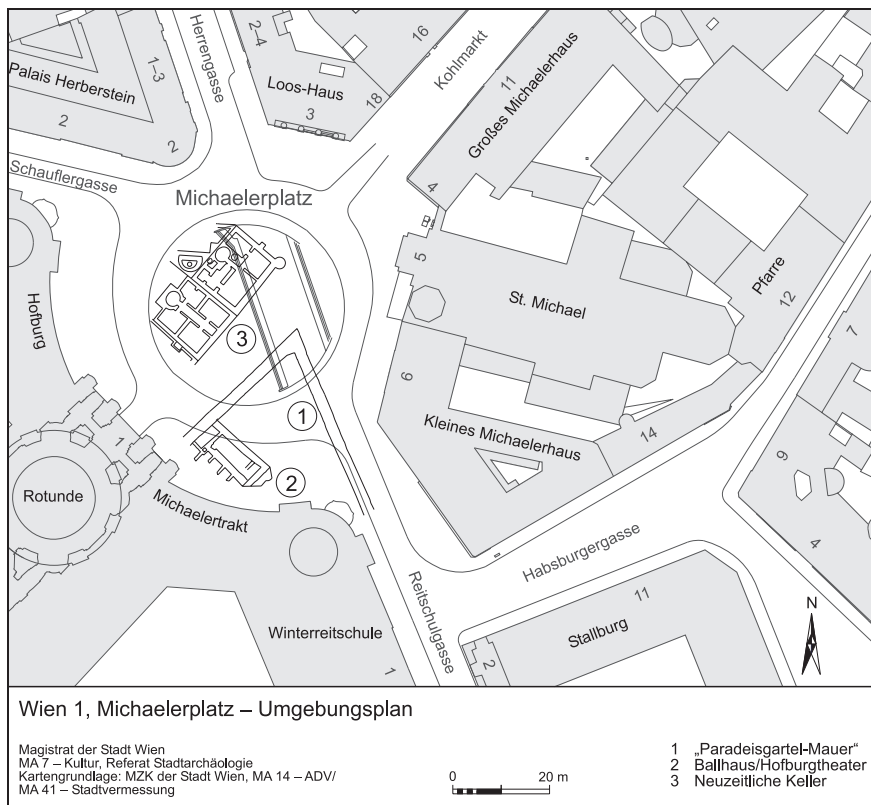 Palais Herberstein
1–3
2
2
Herrengasse
2–4
Loos-Haus
3
18
16
Kohlmarkt
11
Großes Michaelerhaus
4
Schauflergasse
Michaelerplatz
5
St. Michael
Pfarre
12
7
Hofburg
3
6
1
Kleines Michaelerhaus
14
9
4
1
2
Rotunde
Michaelertrakt
Habsburgergasse
Reitschulgasse
Winterreitschule
1
11
Stallburg
2
N
Wien 1, Michaelerplatz – Umgebungsplan
Magistrat der Stadt Wien
MA 7 – Kultur, Referat Stadtarchäologie
Kartengrundlage: MZK der Stadt Wien, MA 14 – ADV/
MA 41 – Stadtvermessung
0 20 m
1 „Paradeisgartel-Mauer“
2 Ballhaus/Hofburgtheater
3 Neuzeitliche Keller